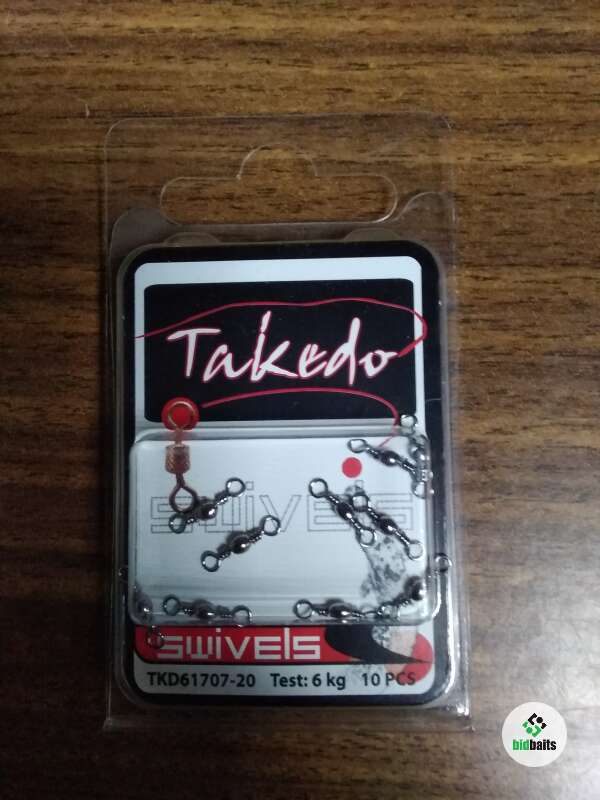 Takedo
swivels
swivels
TKD61707-20 Test: 6 kg 10 PCS
bidbaits